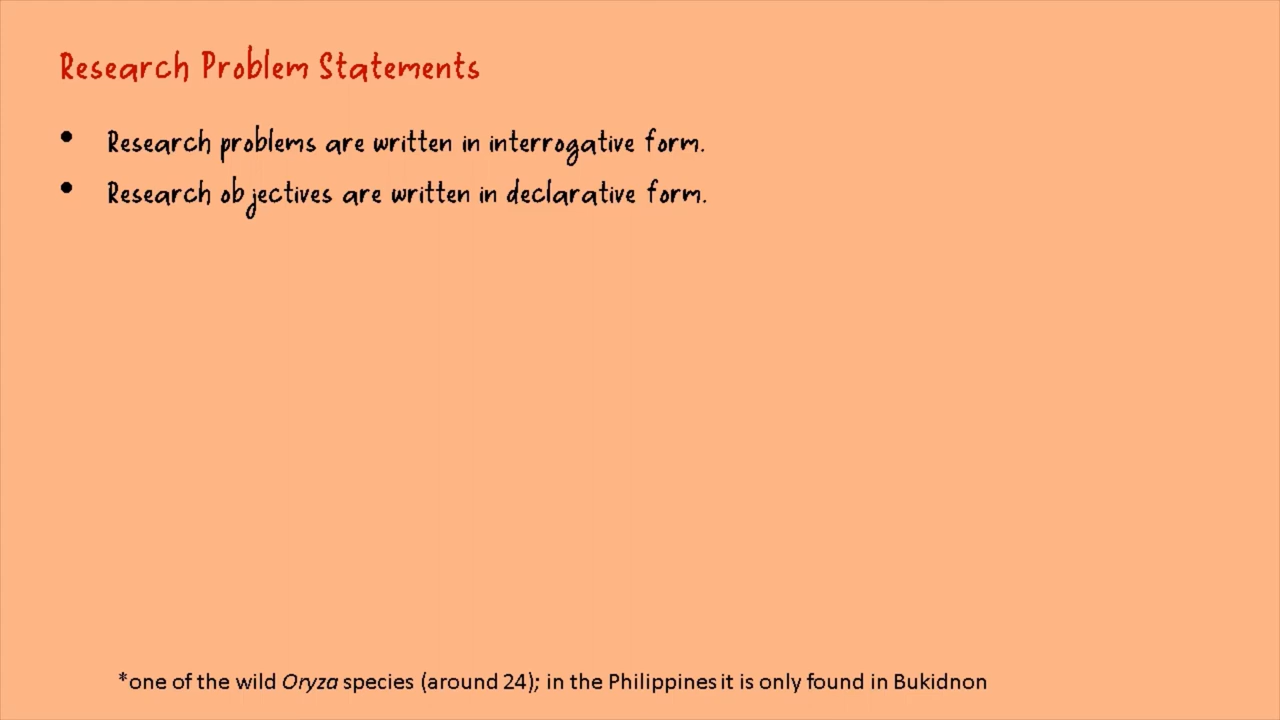 Research Problem Statements
• Research problems are written in interrogative form.
• Research objectives are written in declarative form.
*one of the wild Oryza species (around 24); in the Philippines it is only found in Bukidnon